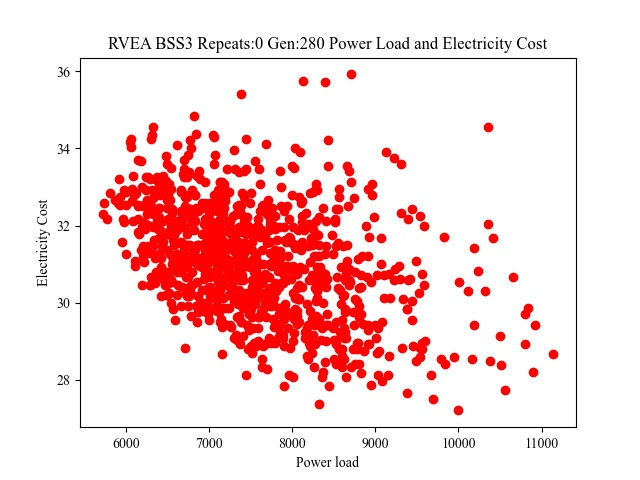 RVEA BSS3 Repeats:0 Gen:280 Power Load and Electricity Cost
36
34
32
30
28
Electricity Cost
6000 7000 8000 9000 10000 11000
Power load